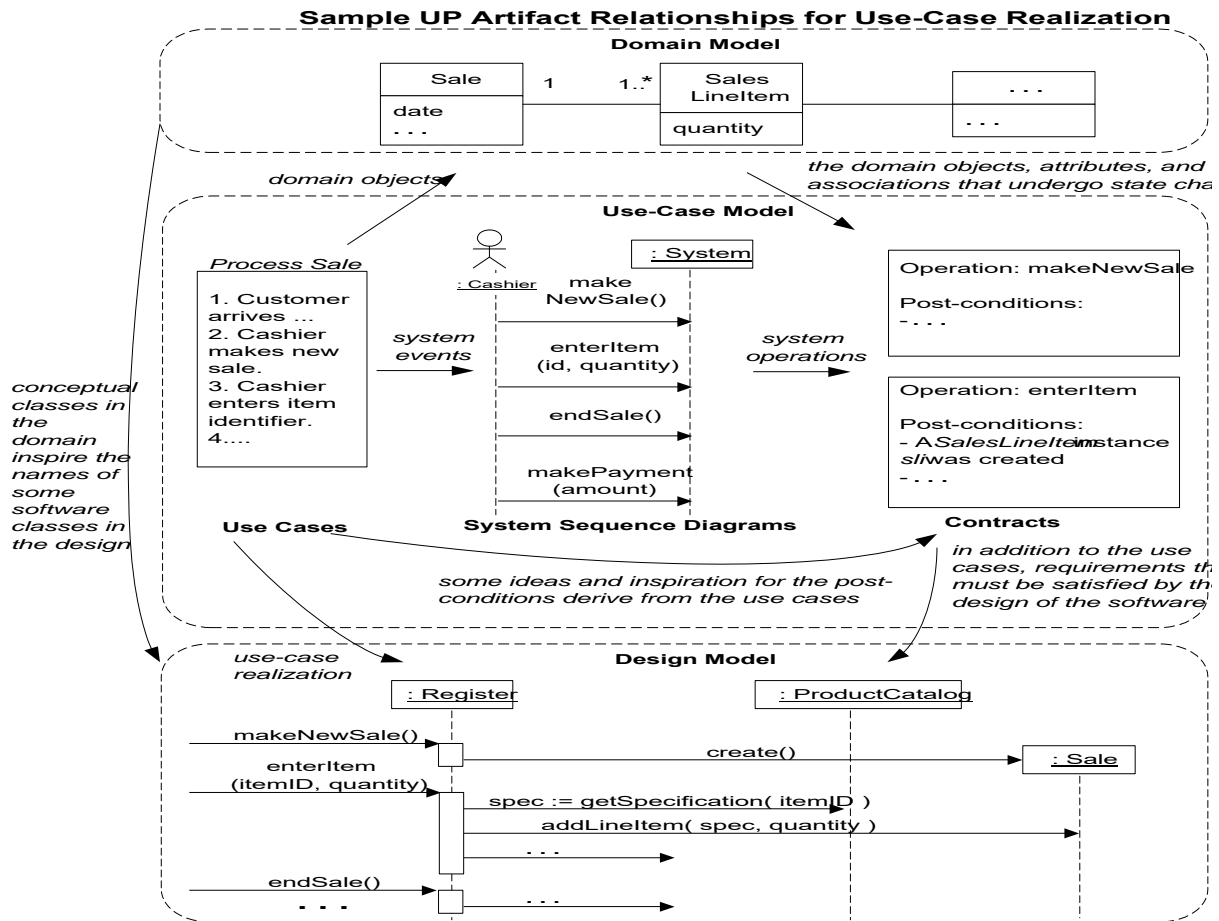 Sample UP Artifact Relationships for Use-Case Realization
Domain Model
Sale
date
. . .
1
1..*
Sales
LineItem
quantity
. . .
. . .
domain objects
the domain objects, attributes, and
associations that undergo state cha
Use-Case Model
Process Sale
1. Customer
arrives ...
2. Cashier
makes new
sale.
3. Cashier
enters item
identifier.
4....
system
events
: Cashier
: System
make
NewSale()
enterItem
(id, quantity)
endSale()
makePayment
(amount)
system
operations
Operation: makeNewSale
Post-conditions:
- . . .
Operation: enterItem
Post-conditions:
- A SalesLineItem instance
sli was created
- . . .
conceptual
classes in
the
domain
inspire the
names of
some
software
classes in
the design
Use Cases
System Sequence Diagrams
Contracts
some ideas and inspiration for the post-
conditions derive from the use cases
in addition to the use
cases, requirements th
must be satisfied by the
design of the software
use-case
realization
Design Model
: Register
: ProductCatalog
makeNewSale()
create()
: Sale
enterItem
(itemID, quantity)
spec := getSpecification( itemID )
addLineItem( spec, quantity )
. . .
endSale()
. . .
. . .